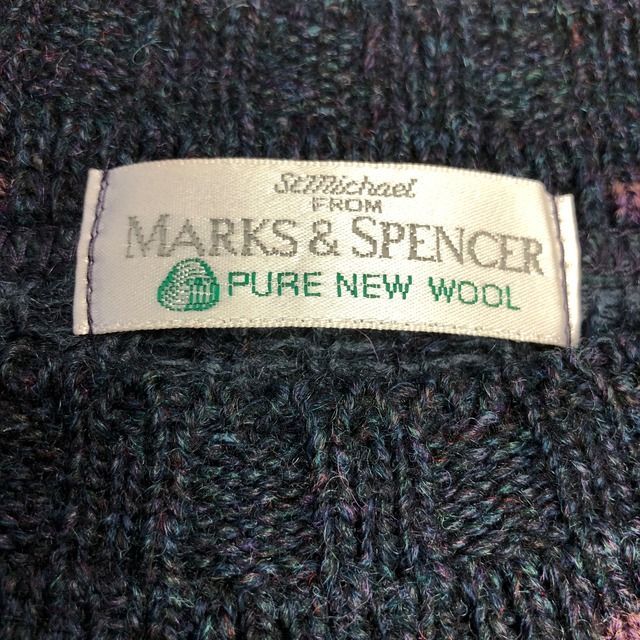 St Michael
FROM
MARKS & SPENCER
PURE NEW WOOL